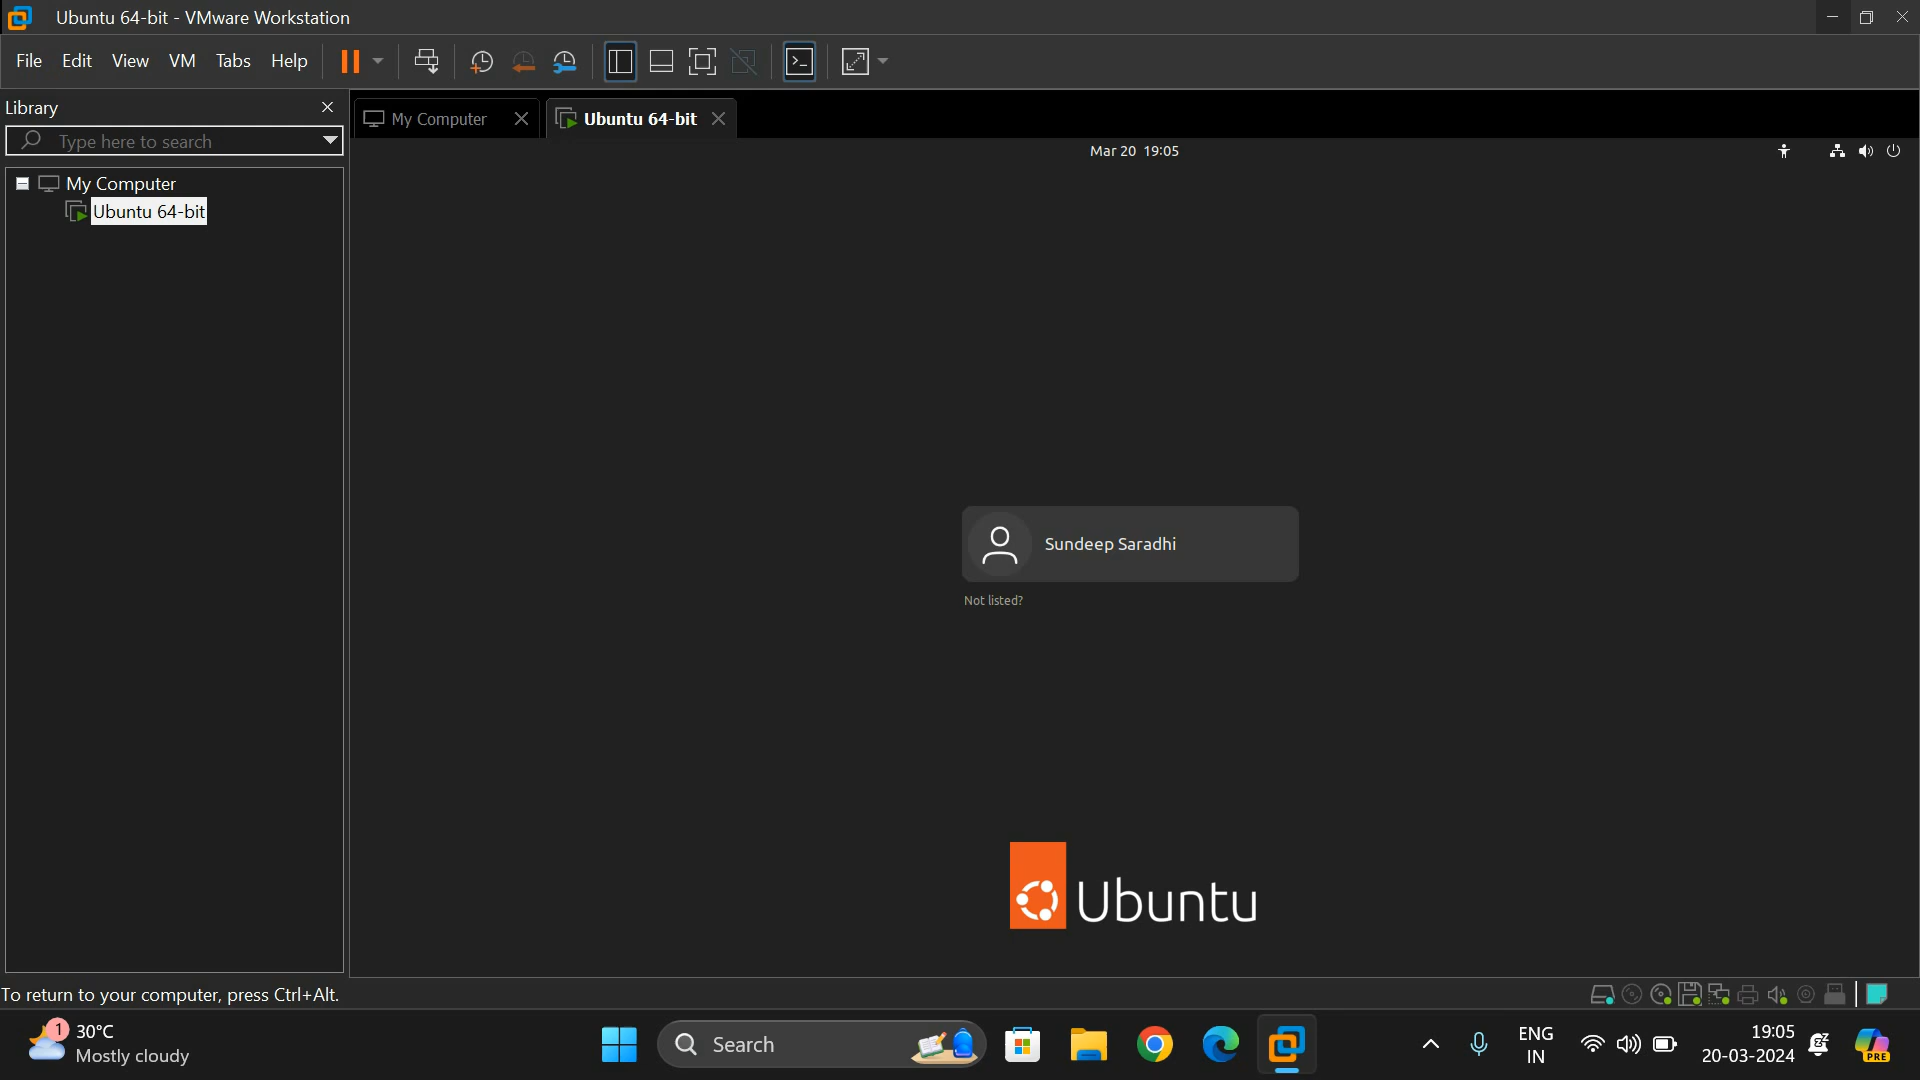 Ubuntu 64-bit - VMware Workstation
File Edit View VM Tabs Help
Library
My Computer
Ubuntu 64-bit
Type here to search
Mar 20 19:05
My Computer
Ubuntu 64-bit
Sundeep Saradhi
Not listed?
Ubuntu
To return to your computer, press Ctrl+Alt.
1
30°C
Mostly cloudy
Search
ENG
IN
19:05
20-03-2024
PRE